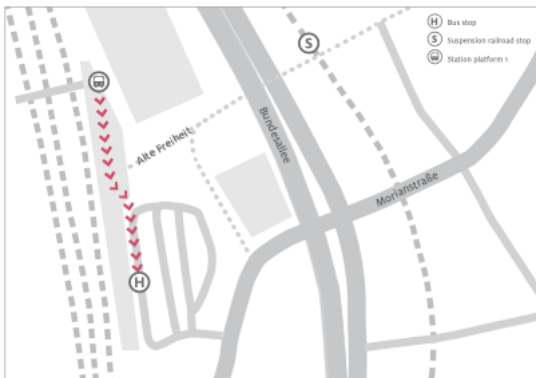 H Bus stop
S Suspension railroad stop
Station platform 1
S
Alte Freiheit
Bundesallee
Morianstraße
H